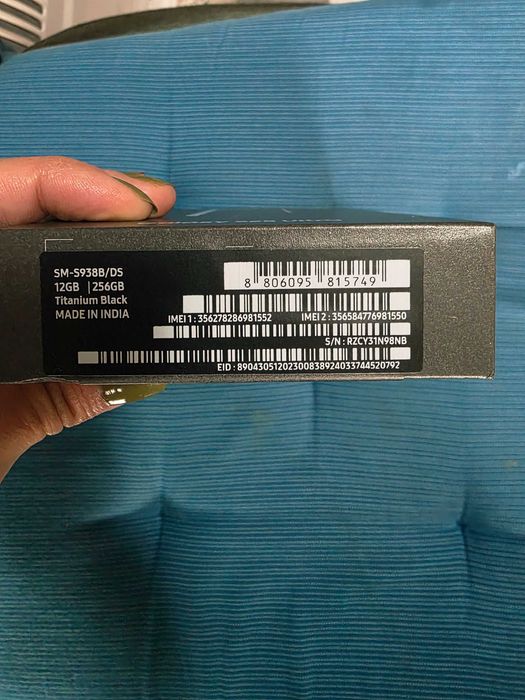 SM-S938B/DS
12GB | 256GB
Titanium Black
MADE IN INDIA
8 806095 815749
IMEI 1 : 356278286981552 IMEI 2 : 356584776981550
S/N : RZCY31N98NB
EID : 89043051202300838924033744520792